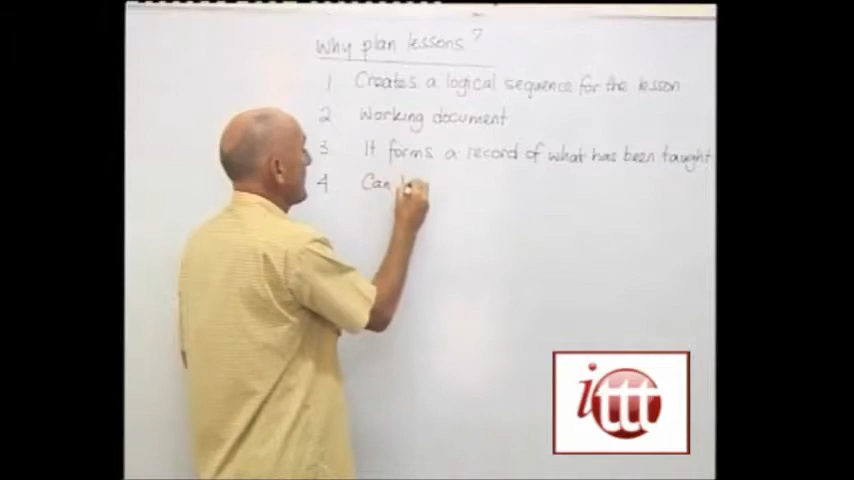 Why plan lessons?
1 Creates a logical sequence for the lesson
2 Working document
3 It forms a record of what has been taught
4 Can
ittt